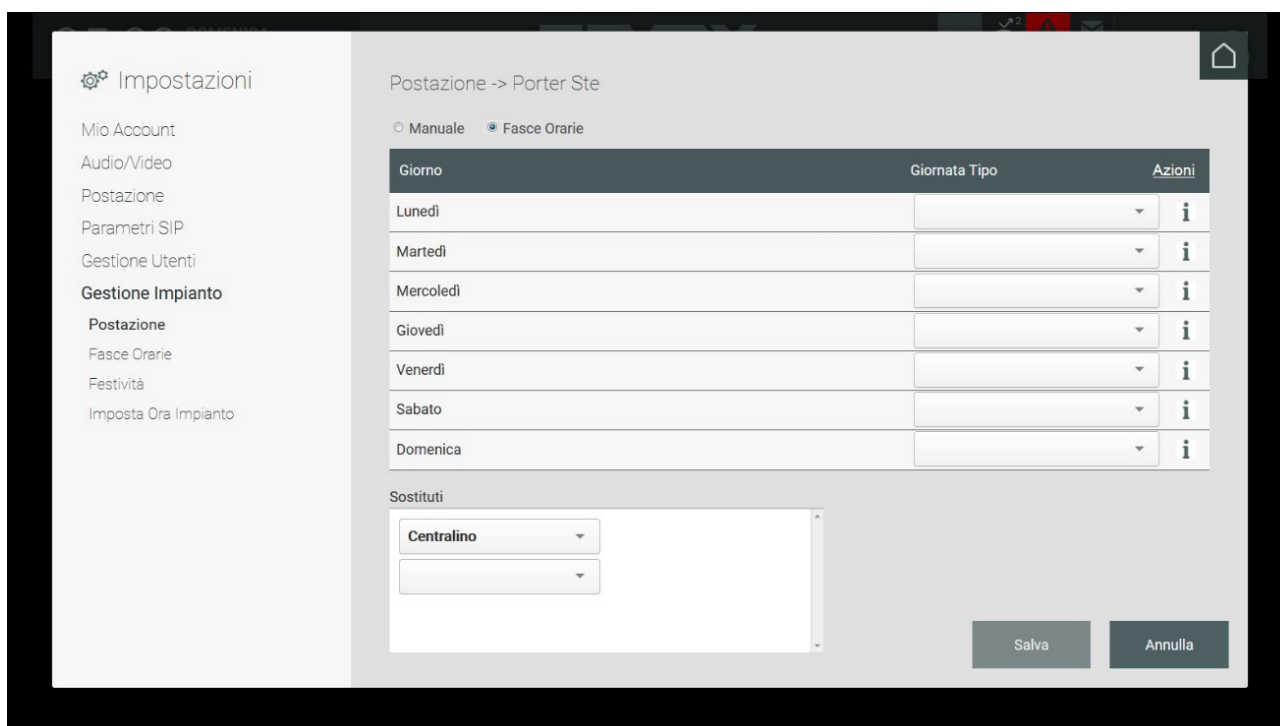 Impostazioni
Mio Account
Audio/Video
Postazione
Parametri SIP
Gestione Utenti
Gestione Impianto
Postazione
Fasce Orarie
Festività
Imposta Ora Impianto
Postazione -> Porter Ste
Manuale Fasce Orarie
Giorno Giornata Tipo Azioni
Lunedì
Martedì
Mercoledì
Giovedì
Venerdì
Sabato
Domenica
Sostituti
Centralino
Salva Annulla